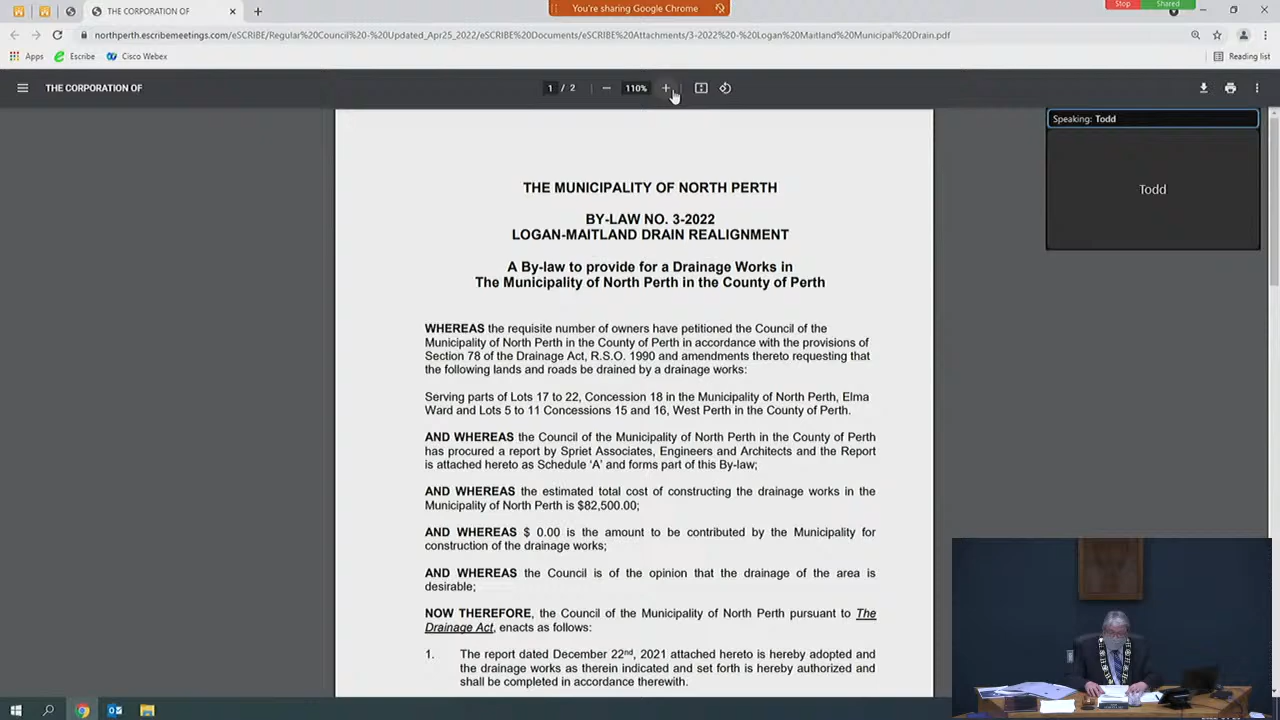 THE CORPORATION OF
You're sharing Google Chrome
Stop
Shared
northperth.escribemeetings.com/eSCRIBE/Regular%20Council%20-%20Updated_Apr25_2022/eSCRIBE%20Documents/eSCRIBE%20Attachments/3-2022%20-%20Logan%20Maitland%20Municipal%20Drain.pdf
Apps
Escribe
Cisco Webex
Reading list
THE CORPORATION OF
1 / 2
110%
Speaking: Todd
Todd
THE MUNICIPALITY OF NORTH PERTH
BY-LAW NO. 3-2022
LOGAN-MAITLAND DRAIN REALIGNMENT
A By-law to provide for a Drainage Works in
The Municipality of North Perth in the County of Perth
WHEREAS the requisite number of owners have petitioned the Council of the
Municipality of North Perth in the County of Perth in accordance with the provisions of
Section 78 of the Drainage Act, R.S.O. 1990 and amendments thereto requesting that
the following lands and roads be drained by a drainage works:
Serving parts of Lots 17 to 22, Concession 18 in the Municipality of North Perth, Elma
Ward and Lots 5 to 11 Concessions 15 and 16, West Perth in the County of Perth.
AND WHEREAS the Council of the Municipality of North Perth in the County of Perth
has procured a report by Spriet Associates, Engineers and Architects and the Report
is attached hereto as Schedule 'A' and forms part of this By-law;
AND WHEREAS the estimated total cost of constructing the drainage works in the
Municipality of North Perth is $82,500.00;
AND WHEREAS $ 0.00 is the amount to be contributed by the Municipality for
construction of the drainage works;
AND WHEREAS the Council is of the opinion that the drainage of the area is
desirable;
NOW THEREFORE, the Council of the Municipality of North Perth pursuant to The
Drainage Act, enacts as follows:
1. The report dated December 22nd, 2021 attached hereto is hereby adopted and
the drainage works as therein indicated and set forth is hereby authorized and
shall be completed in accordance therewith.